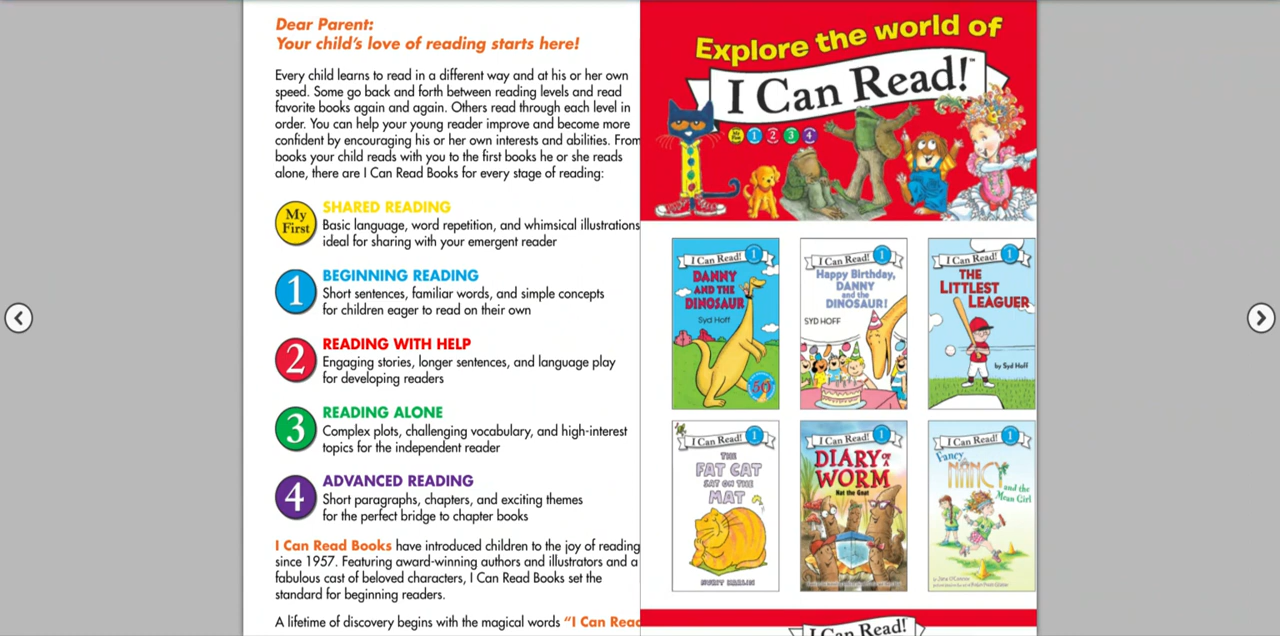 Dear Parent:
Your child's love of reading starts here!
Every child learns to read in a different way and at his or her own
speed. Some go back and forth between reading levels and read
favorite books again and again. Others read through each level in
order. You can help your young reader improve and become more
confident by encouraging his or her own interests and abilities. From
books your child reads with you to the first books he or she reads
alone, there are I Can Read Books for every stage of reading:
My
First
SHARED READING
Basic language, word repetition, and whimsical illustrations
ideal for sharing with your emergent reader
1
BEGINNING READING
Short sentences, familiar words, and simple concepts
for children eager to read on their own
2
READING WITH HELP
Engaging stories, longer sentences, and language play
for developing readers
3
READING ALONE
Complex plots, challenging vocabulary, and high-interest
topics for the independent reader
4
ADVANCED READING
Short paragraphs, chapters, and exciting themes
for the perfect bridge to chapter books
I Can Read Books have introduced children to the joy of reading
since 1957. Featuring award-winning authors and illustrators and a
fabulous cast of beloved characters, I Can Read Books set the
standard for beginning readers.
A lifetime of discovery begins with the magical words "I Can Read
Explore the world of
I Can Read!™
My First 1 2 3 4
I Can Read! 1
DANNY
AND THE
DINOSAUR
Syd Hoff
50
I Can Read! 1
Happy Birthday,
DANNY
and the
DINOSAUR!
SYD HOFF
I Can Read! 1
THE
LITTLEST
LEAGUER
by Syd Hoff
I Can Read! 1
THE
FAT CAT
SAT ON THE
MAT
NURIT KARLIN
I Can Read! 1
DIARY OF A
WORM
Nat the Gnat
I Can Read! 1
Fancy
NANCY
and the
Mean Girl
by Jane O'Connor
I Can Read!